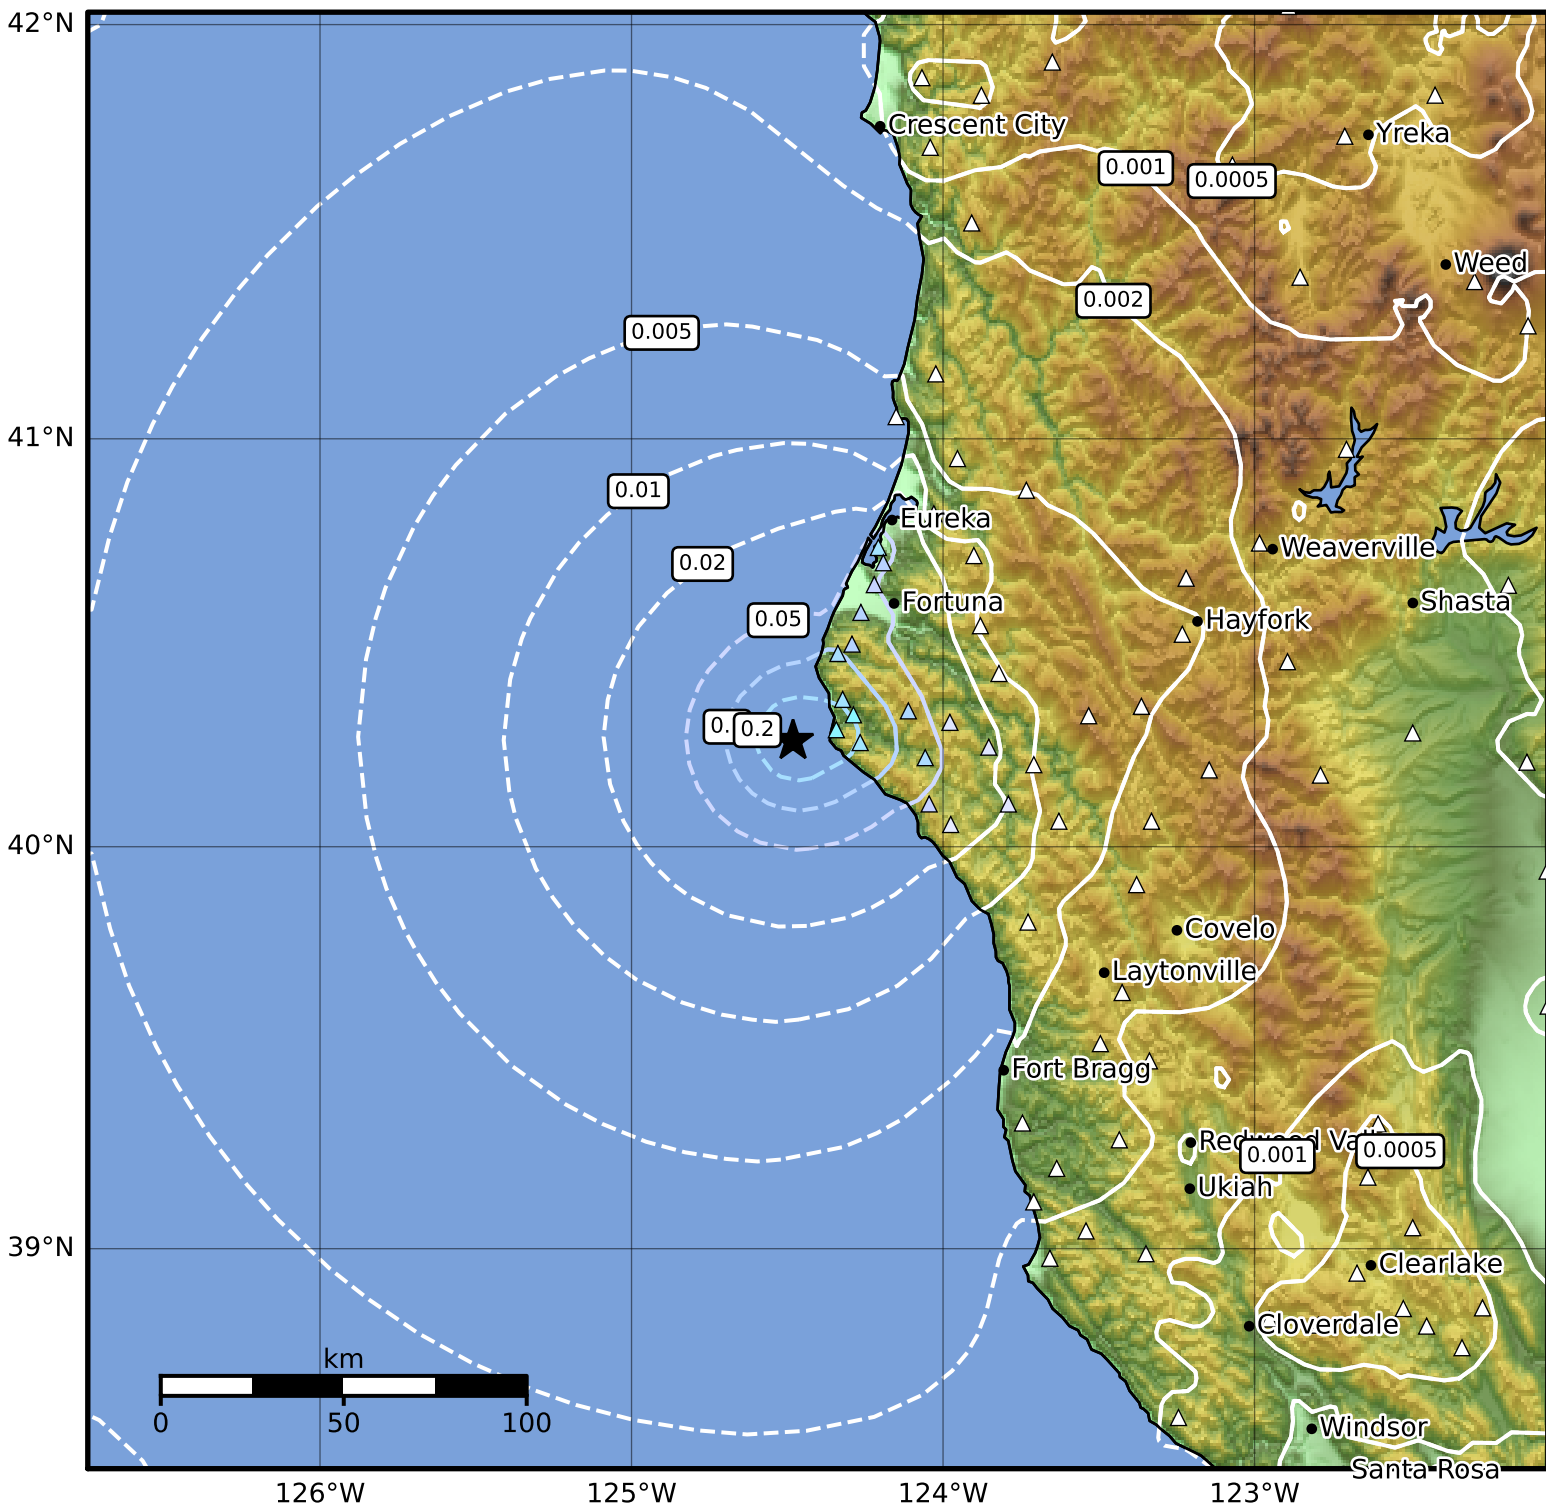 42°N
Crescent City
Yreka
0.001
0.0005
Weed
0.002
0.005
41°N
0.01
Eureka
Weaverville
0.02
Fortuna
Shasta
0.05
Hayfork
0.2
40°N
Covelo
Laytonville
Fort Bragg
Redwood
0.001
0.0005
Ukiah
39°N
Clearlake
Cloverdale
km
0 50 100
Windsor
Santa Rosa
126°W 125°W 124°W 123°W